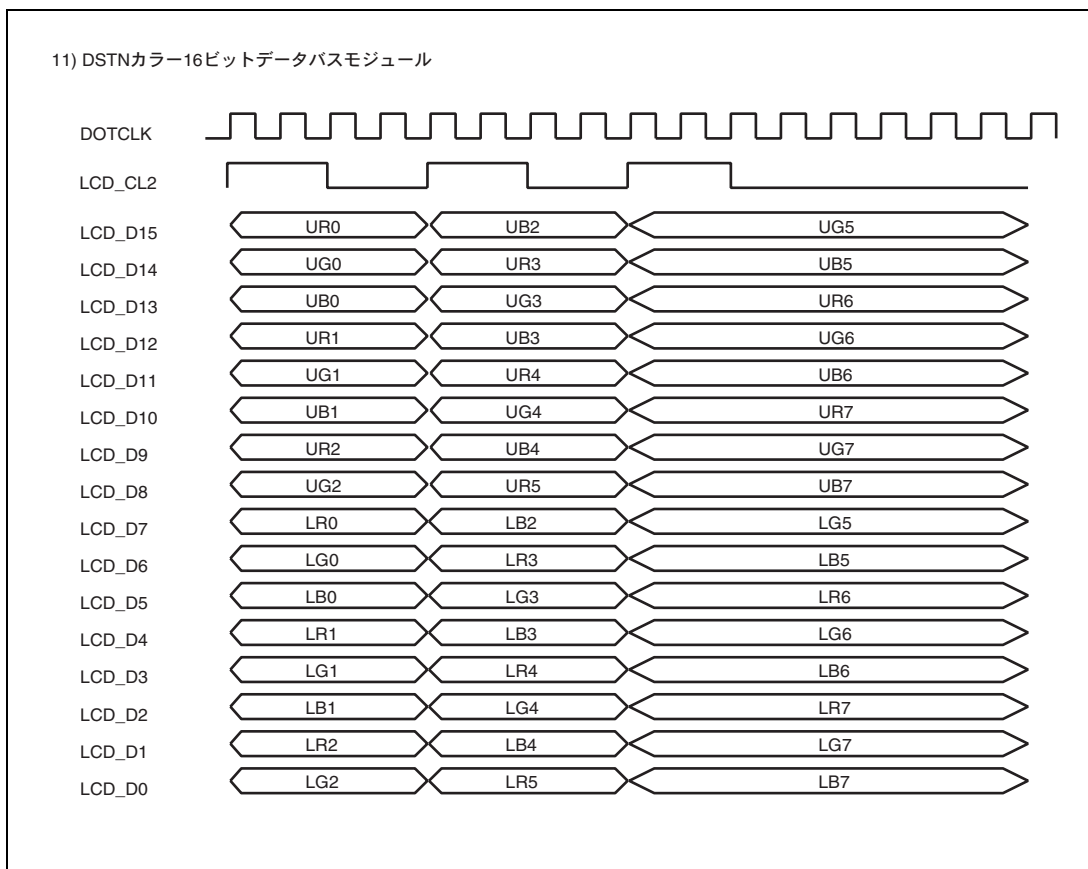 11) DSTNカラー16ビットデータバスモジュール
DOTCLK
LCD_CL2
LCD_D15 UR0 UB2 UG5
LCD_D14 UG0 UR3 UB5
LCD_D13 UB0 UG3 UR6
LCD_D12 UR1 UB3 UG6
LCD_D11 UG1 UR4 UB6
LCD_D10 UB1 UG4 UR7
LCD_D9 UR2 UB4 UG7
LCD_D8 UG2 UR5 UB7
LCD_D7 LR0 LB2 LG5
LCD_D6 LG0 LR3 LB5
LCD_D5 LB0 LG3 LR6
LCD_D4 LR1 LB3 LG6
LCD_D3 LG1 LR4 LB6
LCD_D2 LB1 LG4 LR7
LCD_D1 LR2 LB4 LG7
LCD_D0 LG2 LR5 LB7